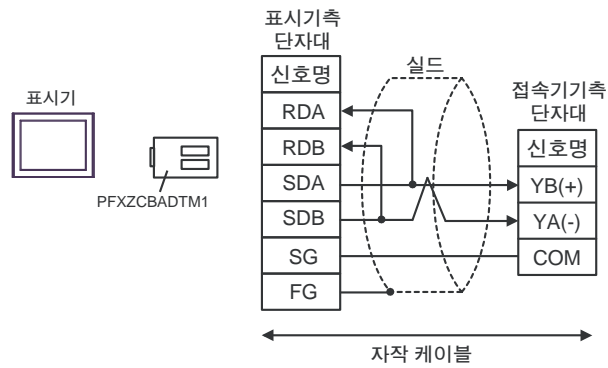 표시기
PFXZCBADTM1
표시기측
단자대
신호명
RDA
RDB
SDA
SDB
SG
FG
실드
접속기기측
단자대
신호명
YB(+)
YA(-)
COM
자작 케이블